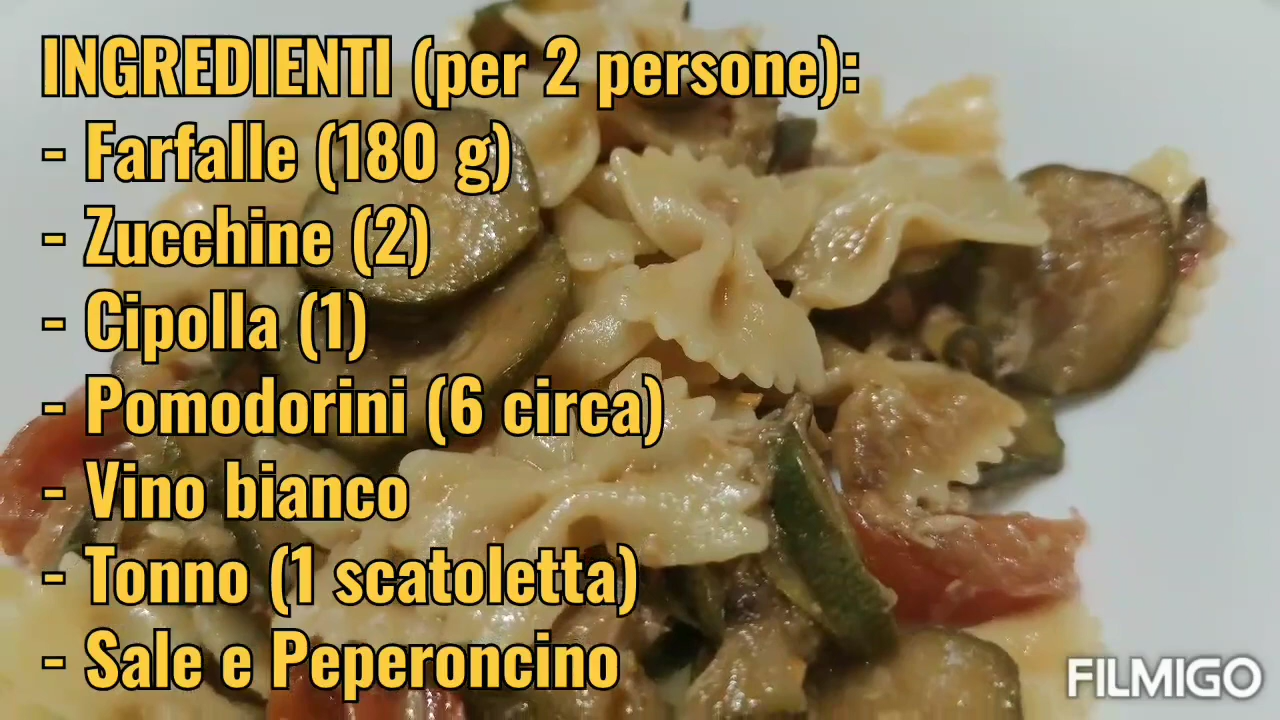 INGREDIENTI (per 2 persone):
- Farfalle (180 g)
- Zucchine (2)
- Cipolla (1)
- Pomodorini (6 circa)
- Vino bianco
- Tonno (1 scatoletta)
- Sale e Peperoncino
FILMIGO